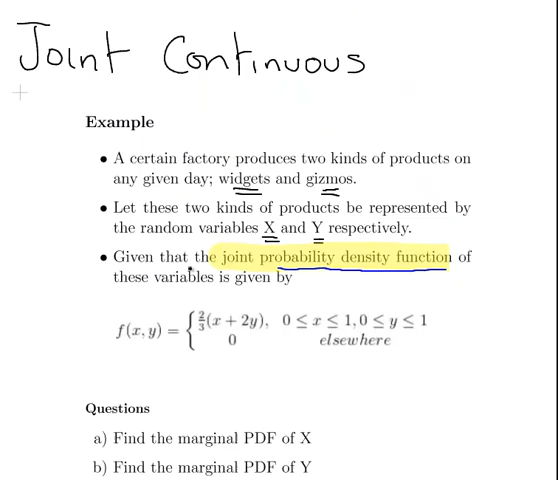 Joint Continuous
Example
• A certain factory produces two kinds of products on
any given day; widgets and gizmos.
• Let these two kinds of products be represented by
the random variables X and Y respectively.
• Given that the joint probability density function of
these variables is given by
f(x, y) = { 2/3(x + 2y), 0 ≤ x ≤ 1, 0 ≤ y ≤ 1
0 elsewhere
Questions
a) Find the marginal PDF of X
b) Find the marginal PDF of Y